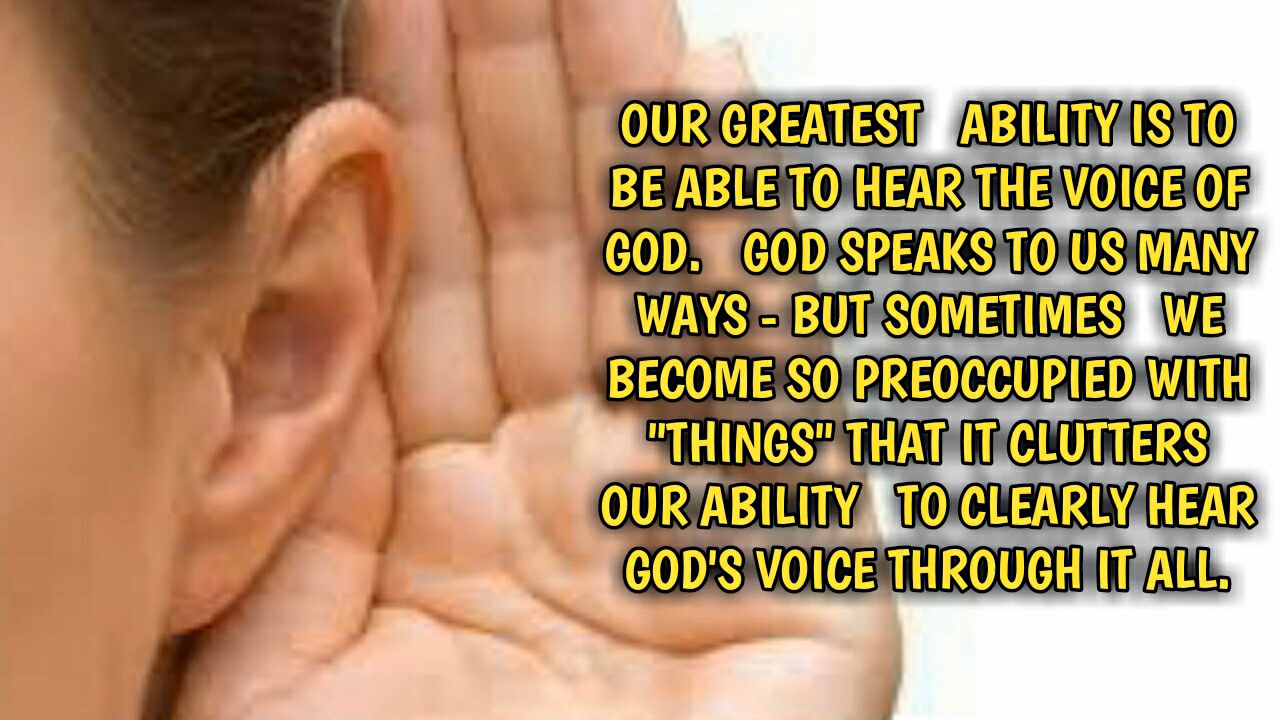 OUR GREATEST ABILITY IS TO
BE ABLE TO HEAR THE VOICE OF
GOD. GOD SPEAKS TO US MANY
WAYS - BUT SOMETIMES WE
BECOME SO PREOCCUPIED WITH
"THINGS" THAT IT CLUTTERS
OUR ABILITY TO CLEARLY HEAR
GOD'S VOICE THROUGH IT ALL.